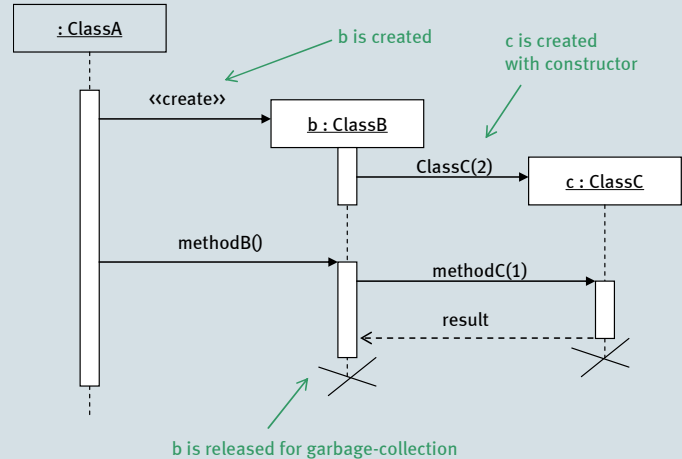 : ClassA
b is created
c is created
with constructor
«create»
b : ClassB
ClassC(2)
c : ClassC
methodB()
methodC(1)
result
b is released for garbage-collection